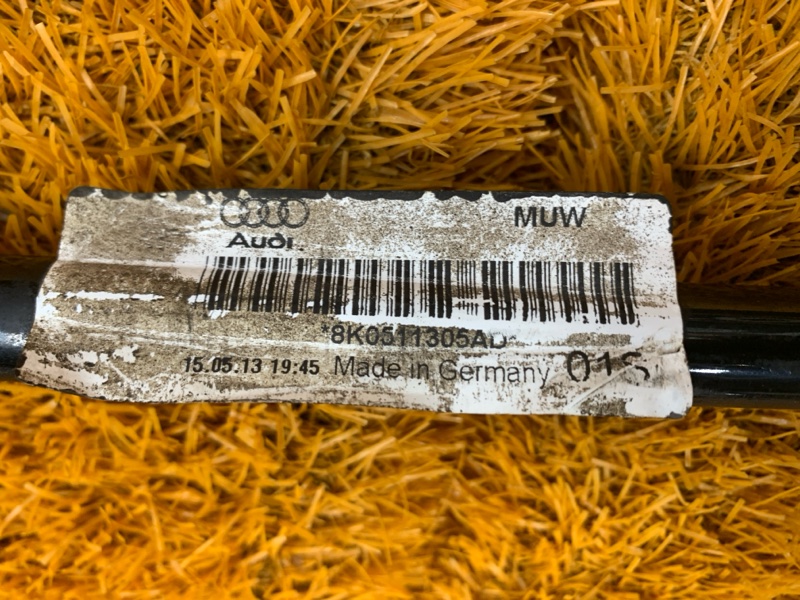 Audi.
MUW
*8K0511305AD
15.05.13 19:45 Made in Germany 01S